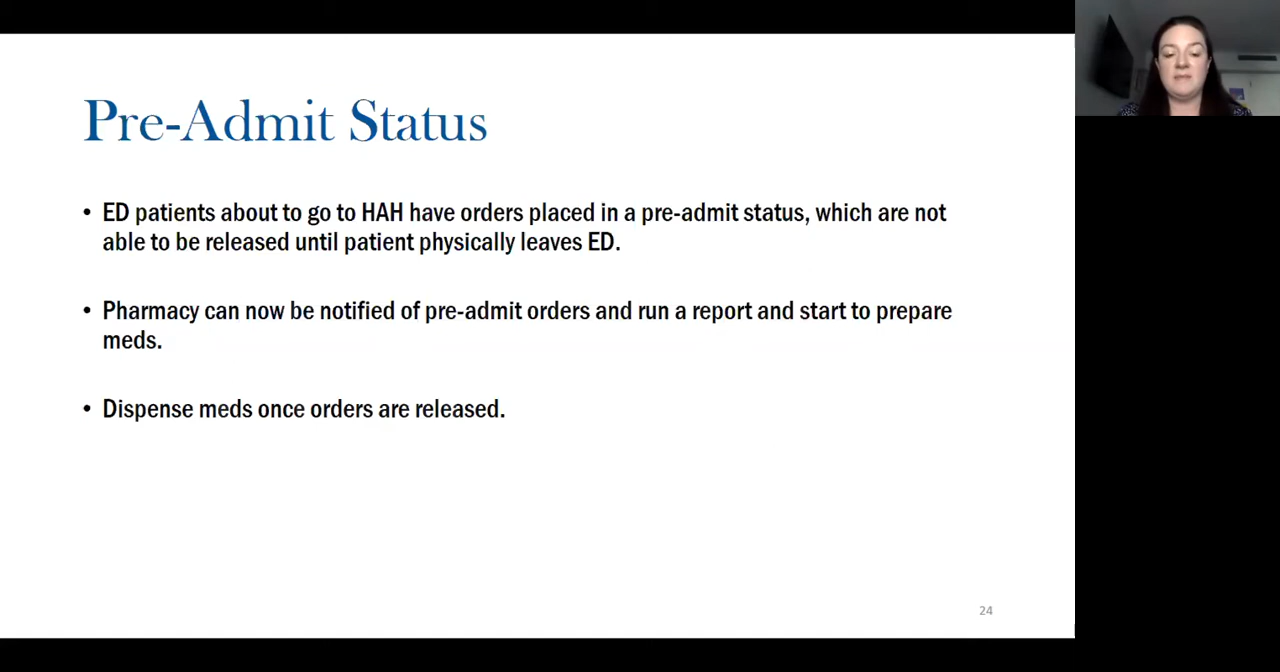 Pre-Admit Status
• ED patients about to go to HAH have orders placed in a pre-admit status, which are not
able to be released until patient physically leaves ED.
• Pharmacy can now be notified of pre-admit orders and run a report and start to prepare
meds.
• Dispense meds once orders are released.
24